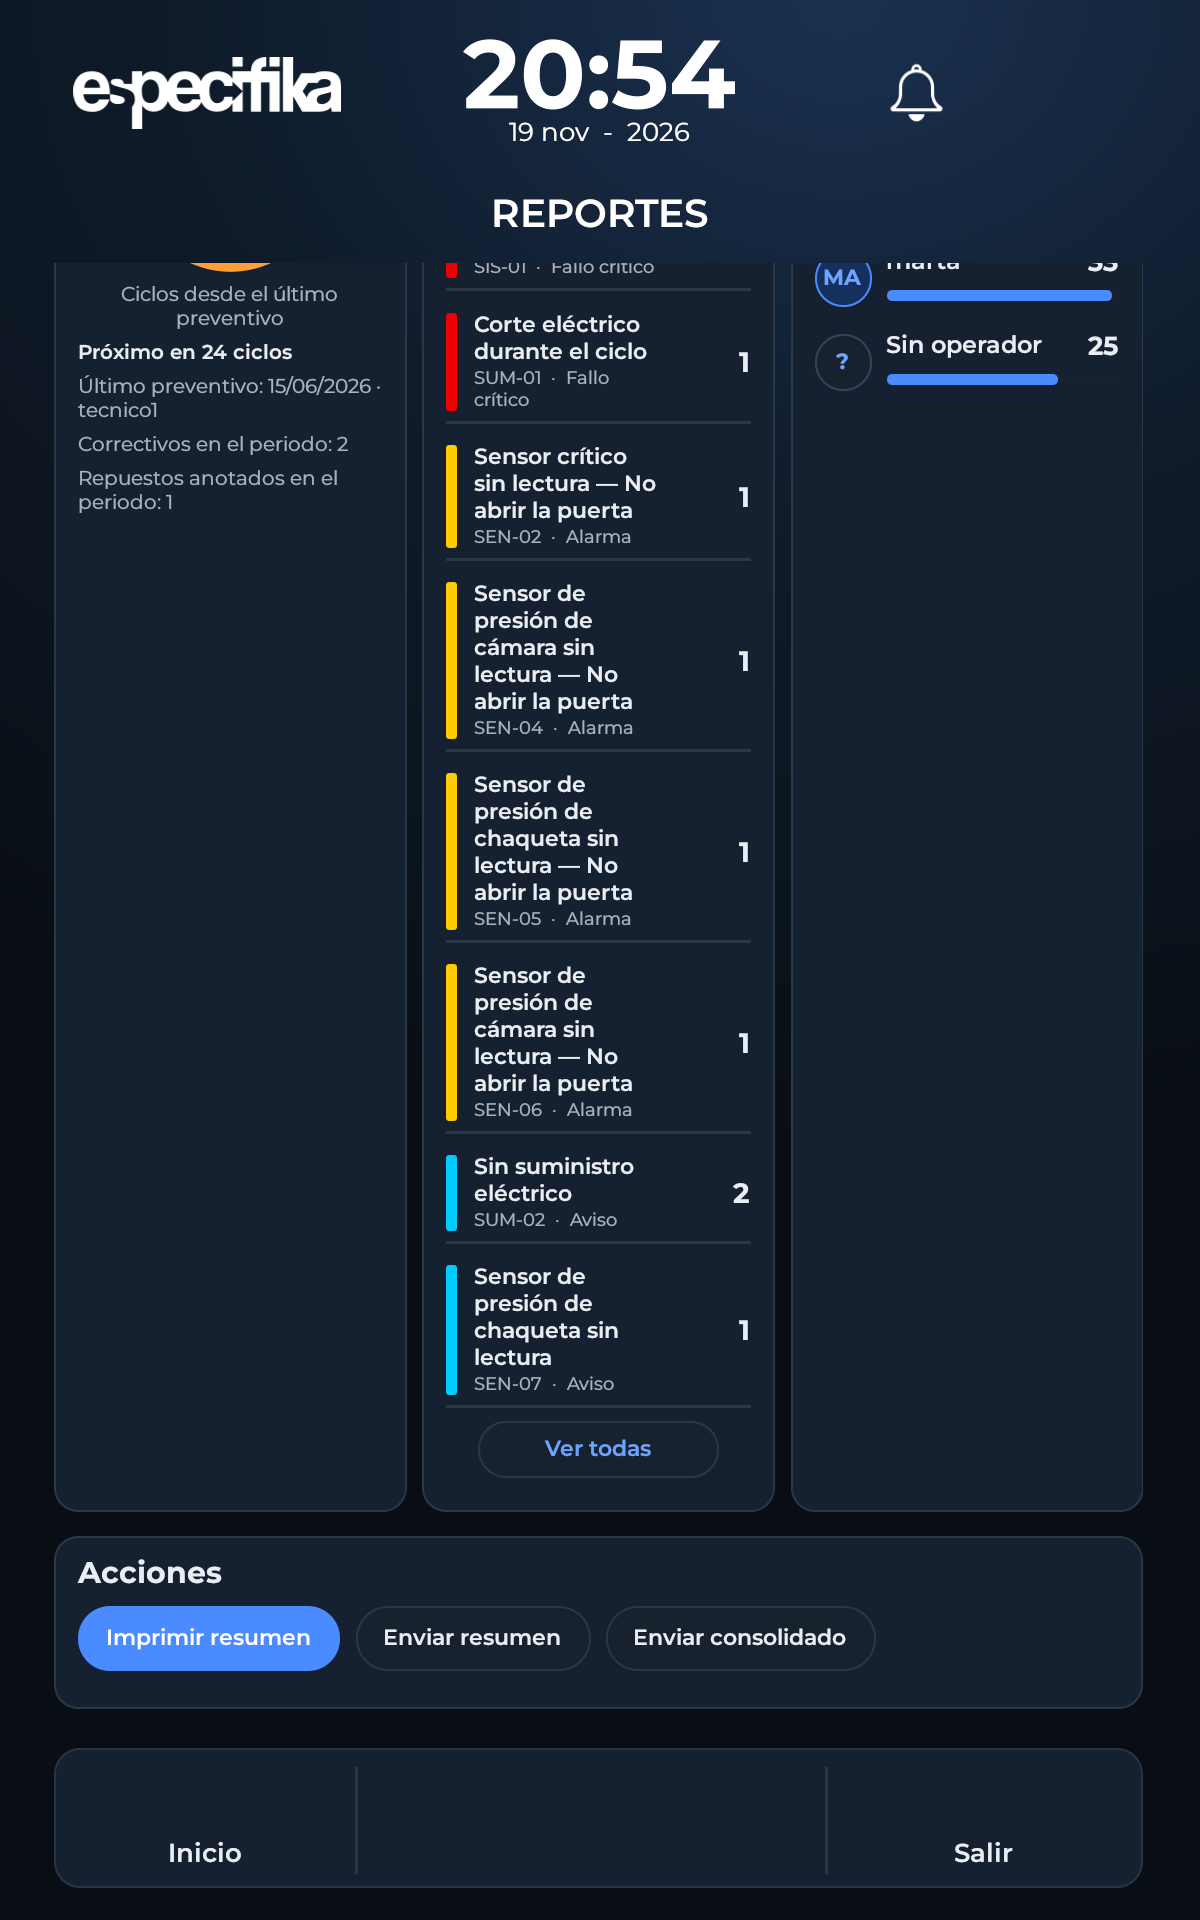 especifika
20:54
19 nov - 2026
REPORTES
Ciclos desde el último
preventivo
Próximo en 24 ciclos
Último preventivo: 15/06/2026 ·
tecnico1
Correctivos en el periodo: 2
Repuestos anotados en el
periodo: 1
SIS-01 · Fallo crítico
Corte eléctrico
durante el ciclo
SUM-01 · Fallo
crítico
1
Sensor crítico
sin lectura — No
abrir la puerta
SEN-02 · Alarma
1
Sensor de
presión de
cámara sin
lectura — No
abrir la puerta
SEN-04 · Alarma
1
Sensor de
presión de
chaqueta sin
lectura — No
abrir la puerta
SEN-05 · Alarma
1
Sensor de
presión de
cámara sin
lectura — No
abrir la puerta
SEN-06 · Alarma
1
Sin suministro
eléctrico
SUM-02 · Aviso
2
Sensor de
presión de
chaqueta sin
lectura
SEN-07 · Aviso
1
Ver todas
MA
marta
33
?
Sin operador
25
Acciones
Imprimir resumen
Enviar resumen
Enviar consolidado
Inicio
Salir